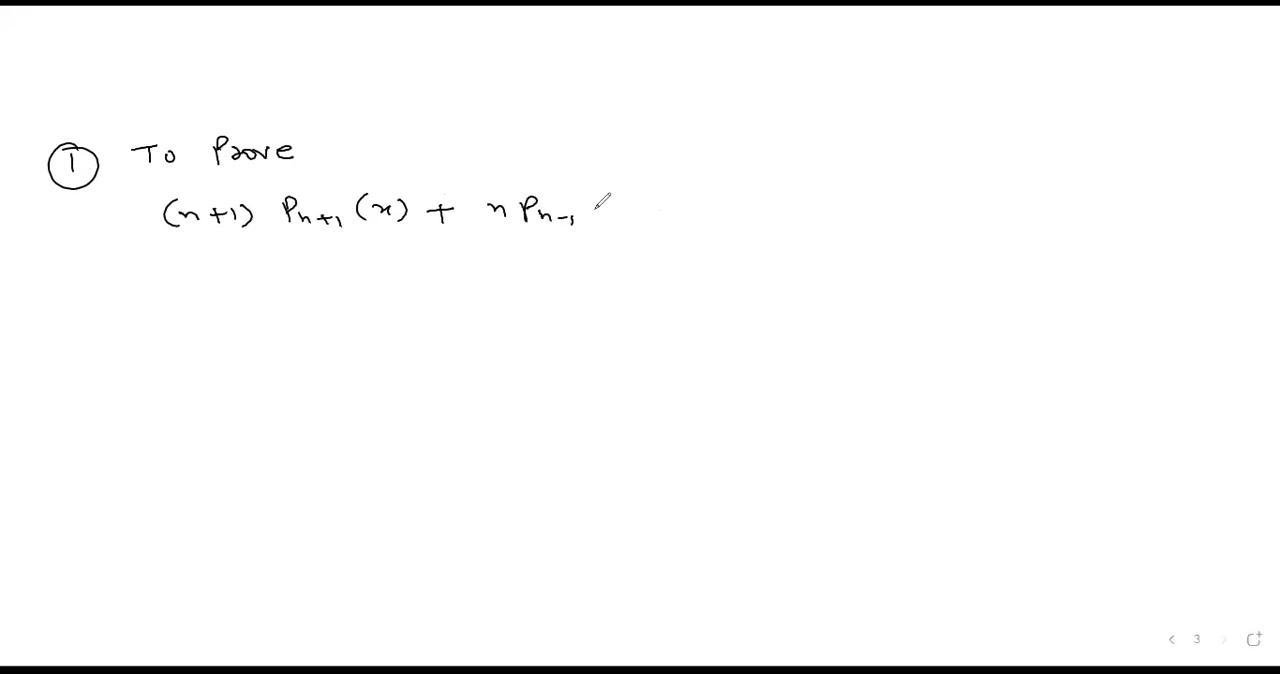 ① To Prove
(n+1) Pₙ₊₁(x) + n Pₙ₋₁
< 3 >